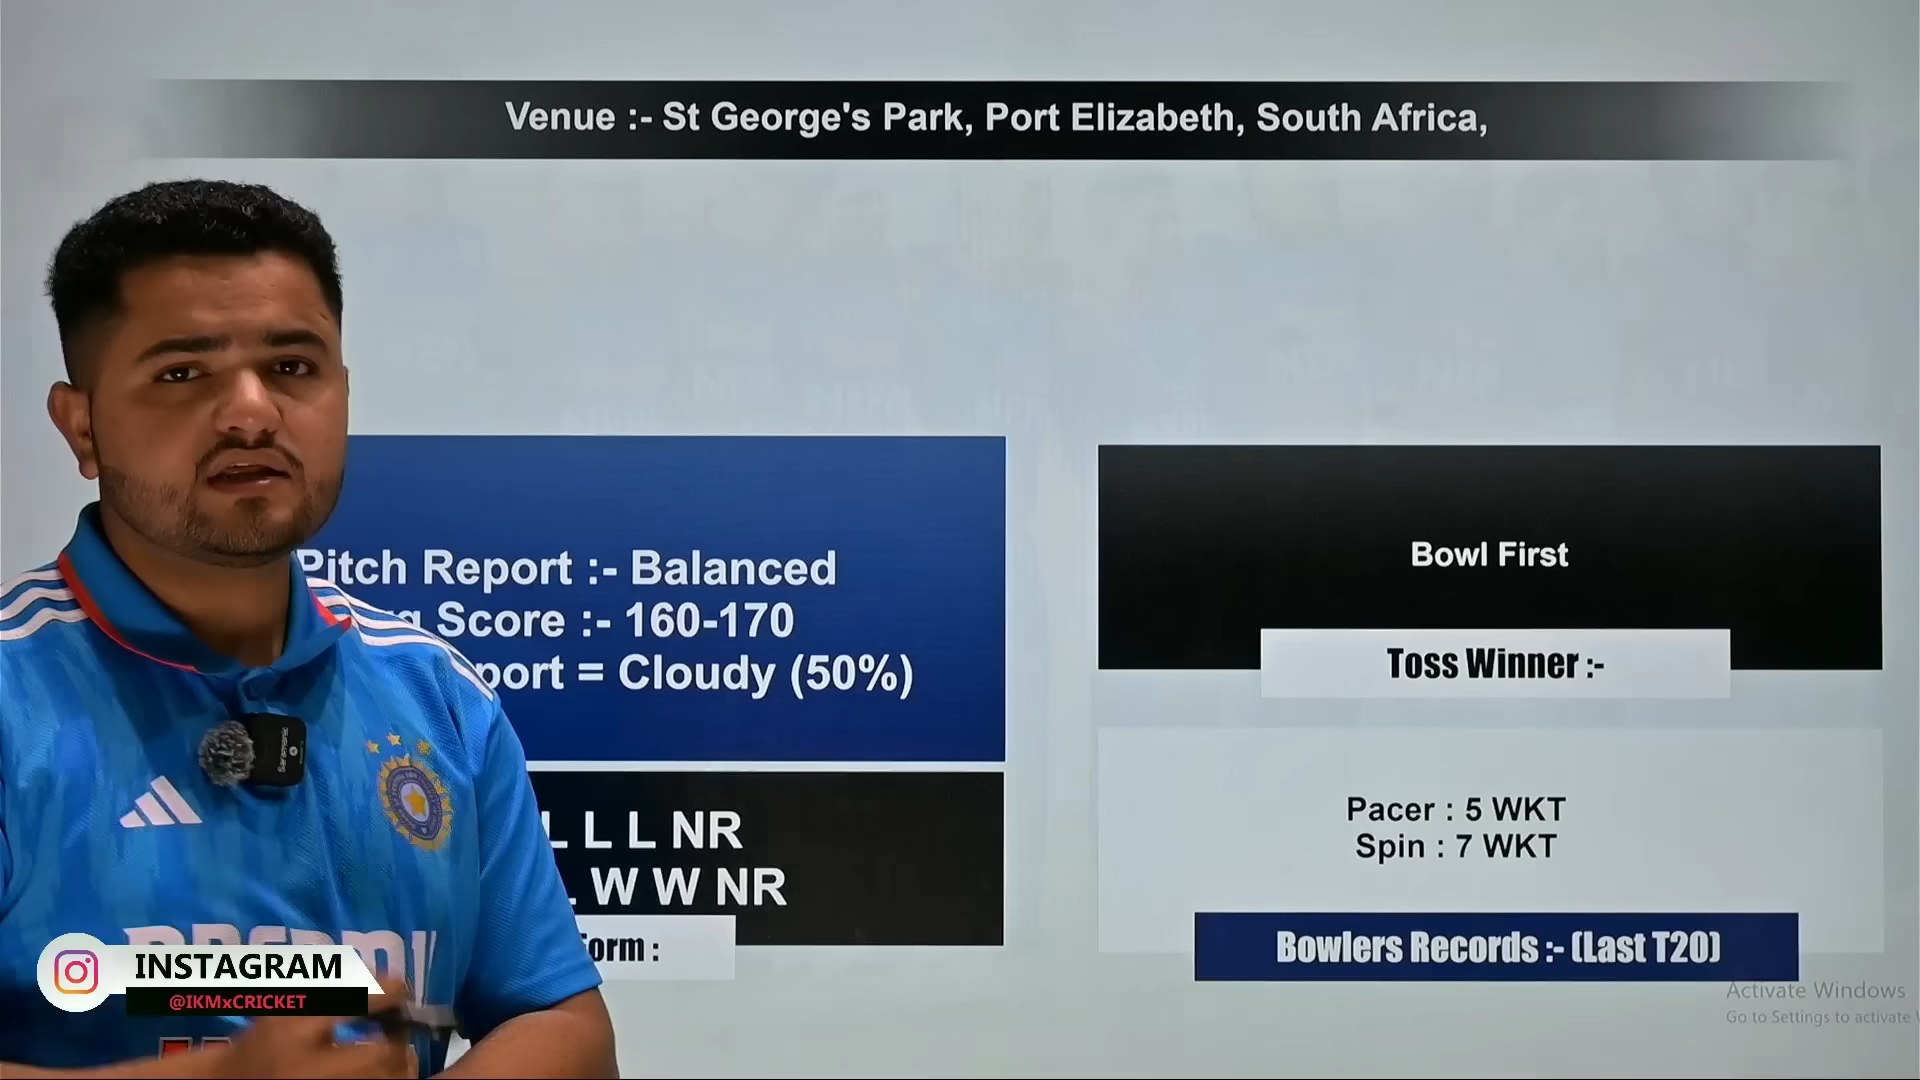 Venue :- St George's Park, Port Elizabeth, South Africa,
Pitch Report :- Balanced
Score :- 160-170
= Cloudy (50%)
L L L NR
W W NR
Bowl First
Toss Winner :-
Pacer : 5 WKT
Spin : 7 WKT
Bowlers Records :- (Last T20)
INSTAGRAM
@IKMxCRICKET
Activate Windows
Go to Settings to activate